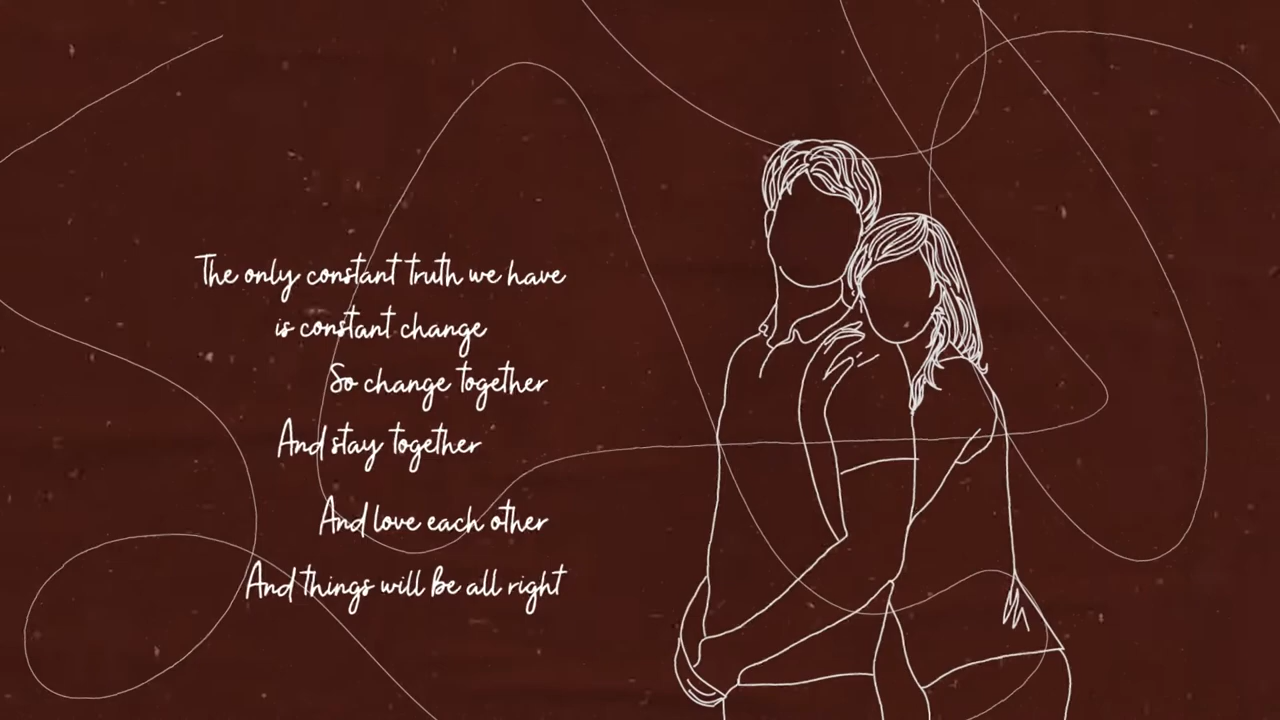 The only constant truth we have
is constant change
So change together
And stay together
And love each other
And things will be all right